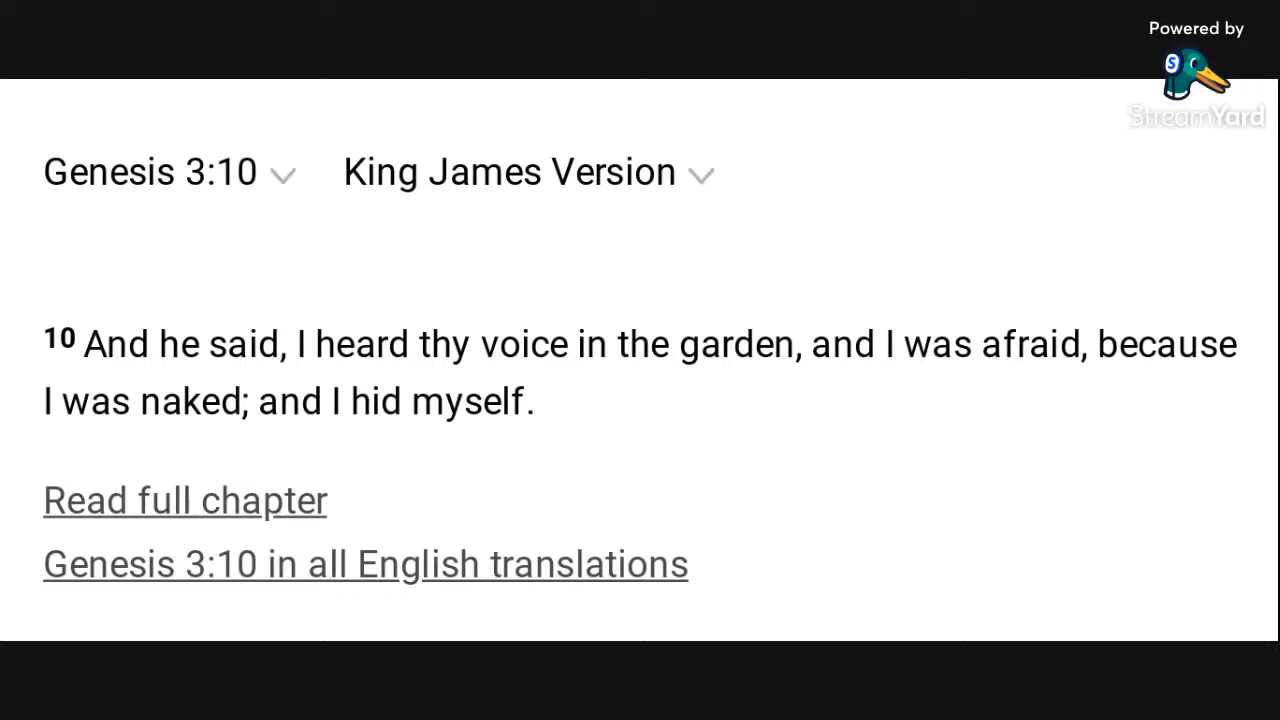 Powered by
S
StreamYard
Genesis 3:10 King James Version
10 And he said, I heard thy voice in the garden, and I was afraid, because
I was naked; and I hid myself.
Read full chapter
Genesis 3:10 in all English translations